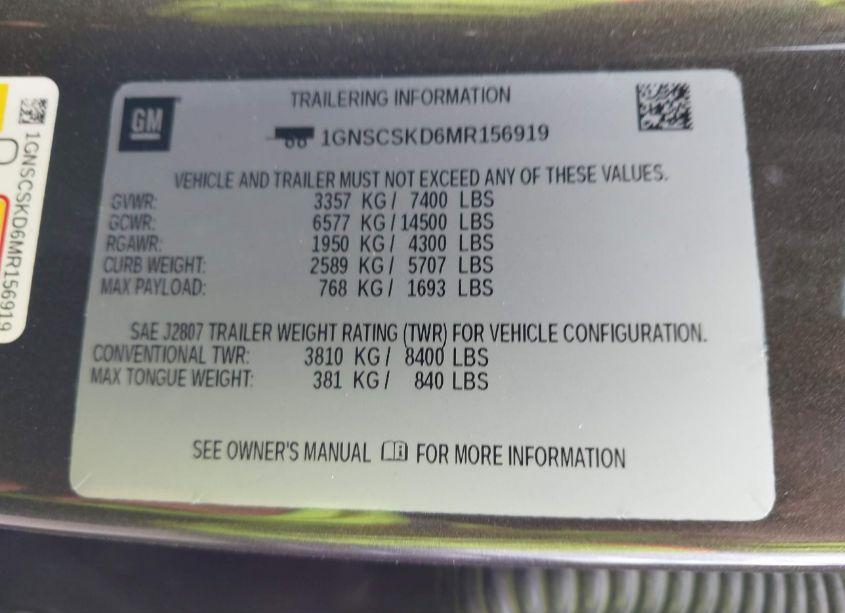 GM
TRAILERING INFORMATION
1GNSCSKD6MR156919
VEHICLE AND TRAILER MUST NOT EXCEED ANY OF THESE VALUES.
GVWR: 3357 KG / 7400 LBS
GCWR: 6577 KG / 14500 LBS
RGAWR: 1950 KG / 4300 LBS
CURB WEIGHT: 2589 KG / 5707 LBS
MAX PAYLOAD: 768 KG / 1693 LBS
SAE J2807 TRAILER WEIGHT RATING (TWR) FOR VEHICLE CONFIGURATION.
CONVENTIONAL TWR: 3810 KG / 8400 LBS
MAX TONGUE WEIGHT: 381 KG / 840 LBS
SEE OWNER'S MANUAL FOR MORE INFORMATION
1GNSCSKD6MR156919